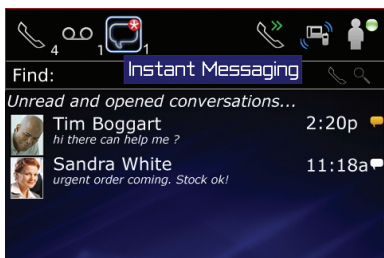 4 1 1
Find: Instant Messaging
Unread and opened conversations...
Tim Boggart 2:20p
hi there can help me ?
Sandra White 11:18a
urgent order coming. Stock ok!